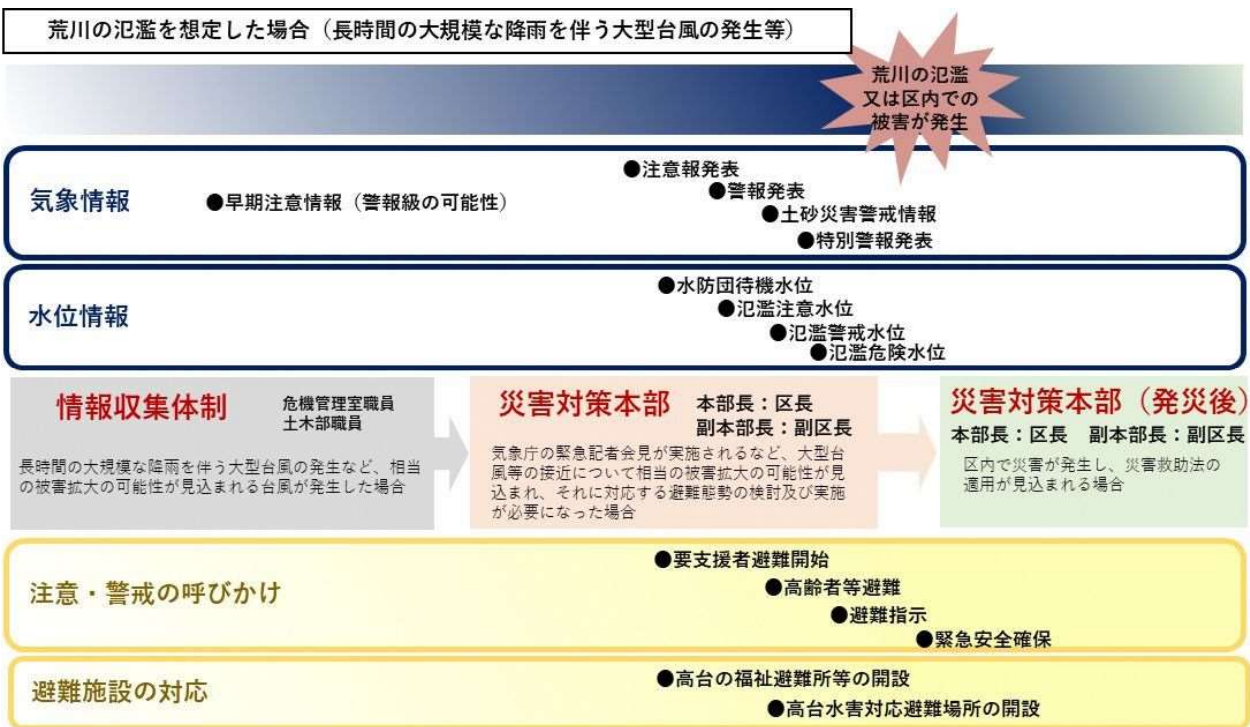 荒川の氾濫を想定した場合（長時間の大規模な降雨を伴う大型台風の発生等）
荒川の氾濫
又は区内での
被害が発生
気象情報
●早期注意情報（警報級の可能性）
●注意報発表
●警報発表
●土砂災害警戒情報
●特別警報発表
水位情報
●水防団待機水位
●氾濫注意水位
●氾濫警戒水位
●氾濫危険水位
情報収集体制
危機管理室職員
土木部職員
長時間の大規模な降雨を伴う大型台風の発生など、相当
の被害拡大の可能性が見込まれる台風が発生した場合
災害対策本部
本部長：区長
副本部長：副区長
気象庁の緊急記者会見が実施されるなど、大型台
風等の接近について相当の被害拡大の可能性が見
込まれ、それに対応する避難態勢の検討及び実施
が必要になった場合
災害対策本部（発災後）
本部長：区長　副本部長：副区長
区内で災害が発生し、災害救助法の
適用が見込まれる場合
注意・警戒の呼びかけ
●要支援者避難開始
●高齢者等避難
●避難指示
●緊急安全確保
避難施設の対応
●高台の福祉避難所等の開設
●高台水害対応避難場所の開設